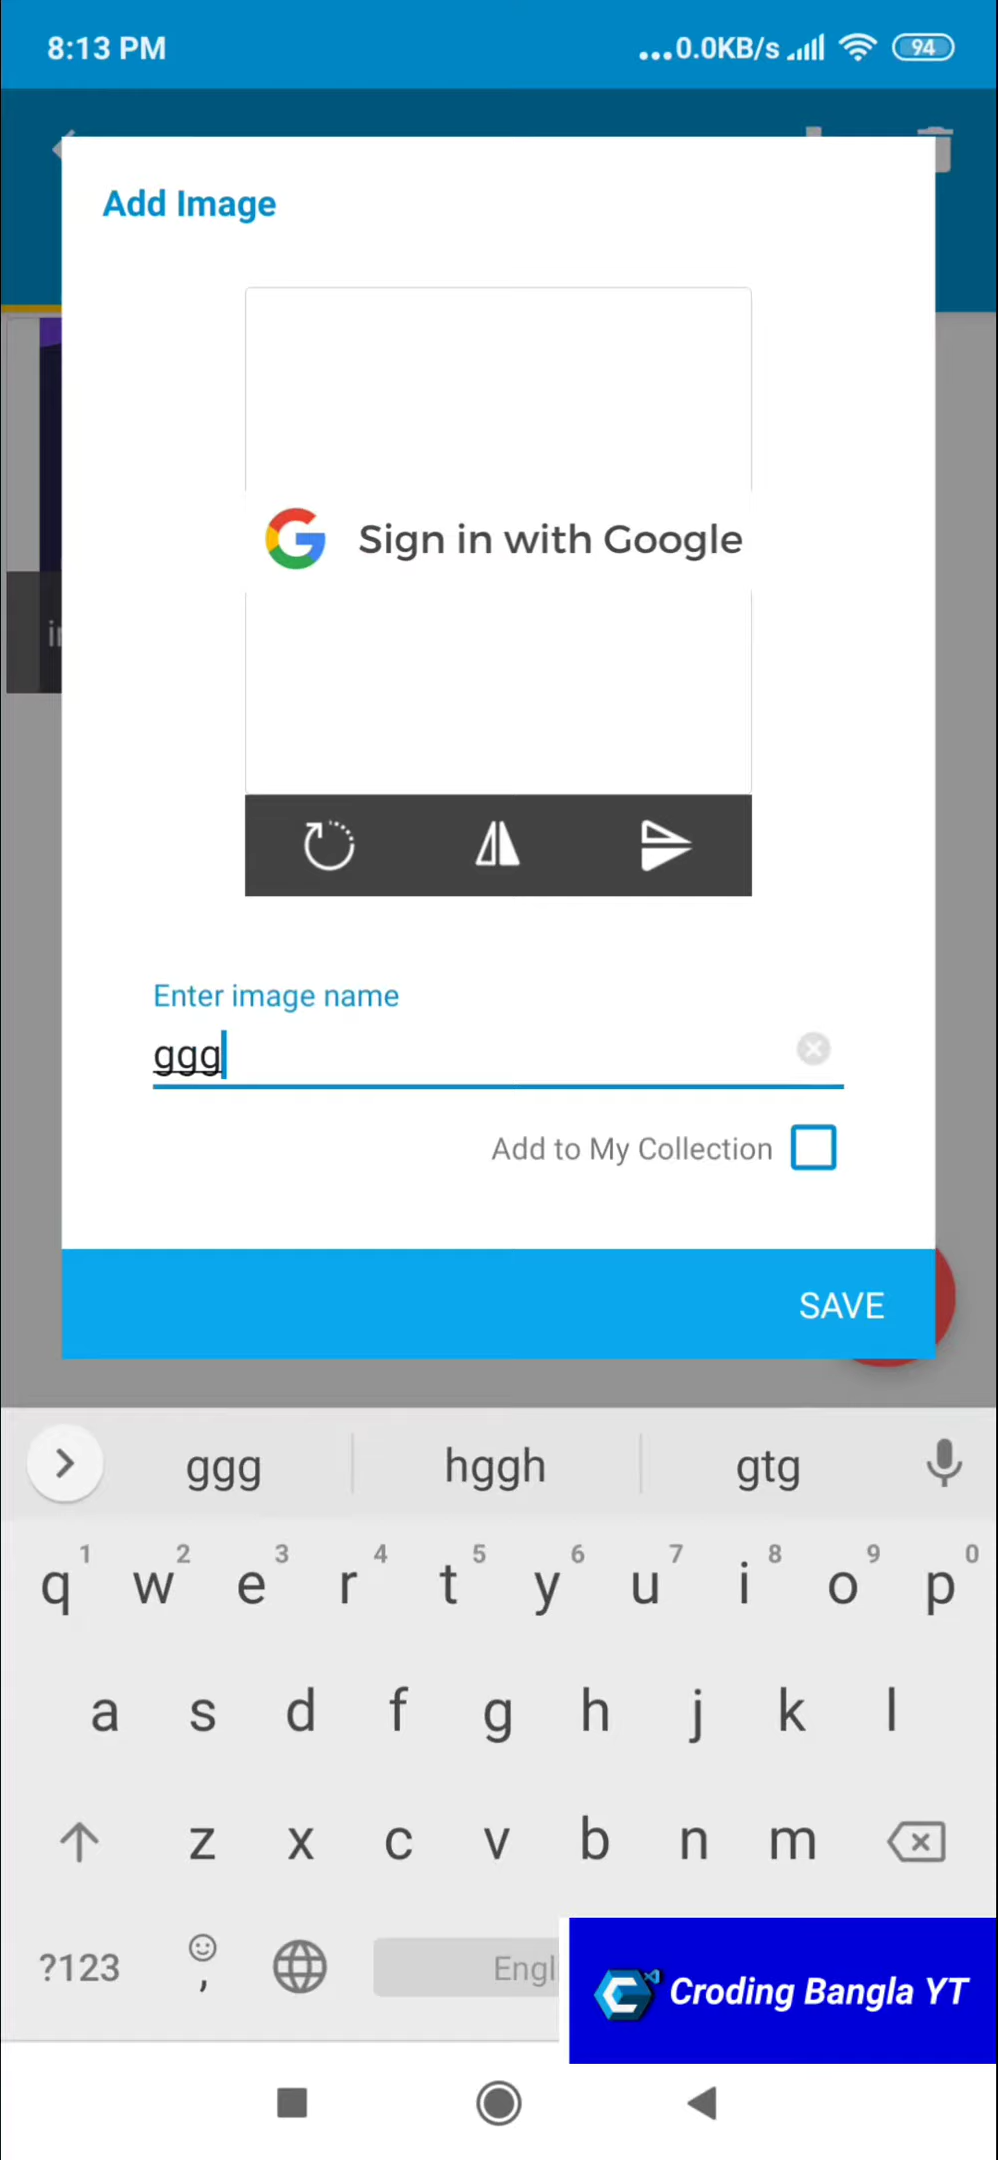 8:13 PM
...0.0KB/s
94
Add Image
Sign in with Google
Enter image name
ggg
Add to My Collection
SAVE
ggg hggh gtg
1 2 3 4 5 6 7 8 9 0
q w e r t y u i o p
a s d f g h j k l
z x c v b n m
?123 , Engl
Croding Bangla YT